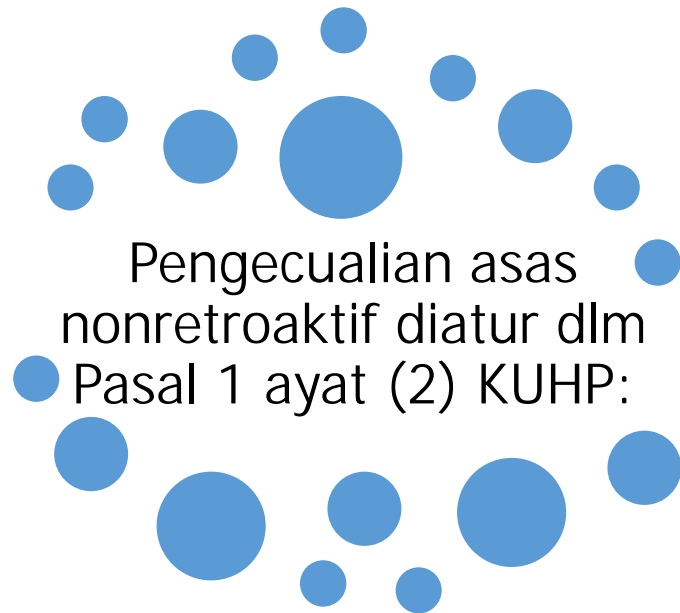 Pengecualian asas
nonretroaktif diatur dlm
Pasal 1 ayat (2) KUHP: